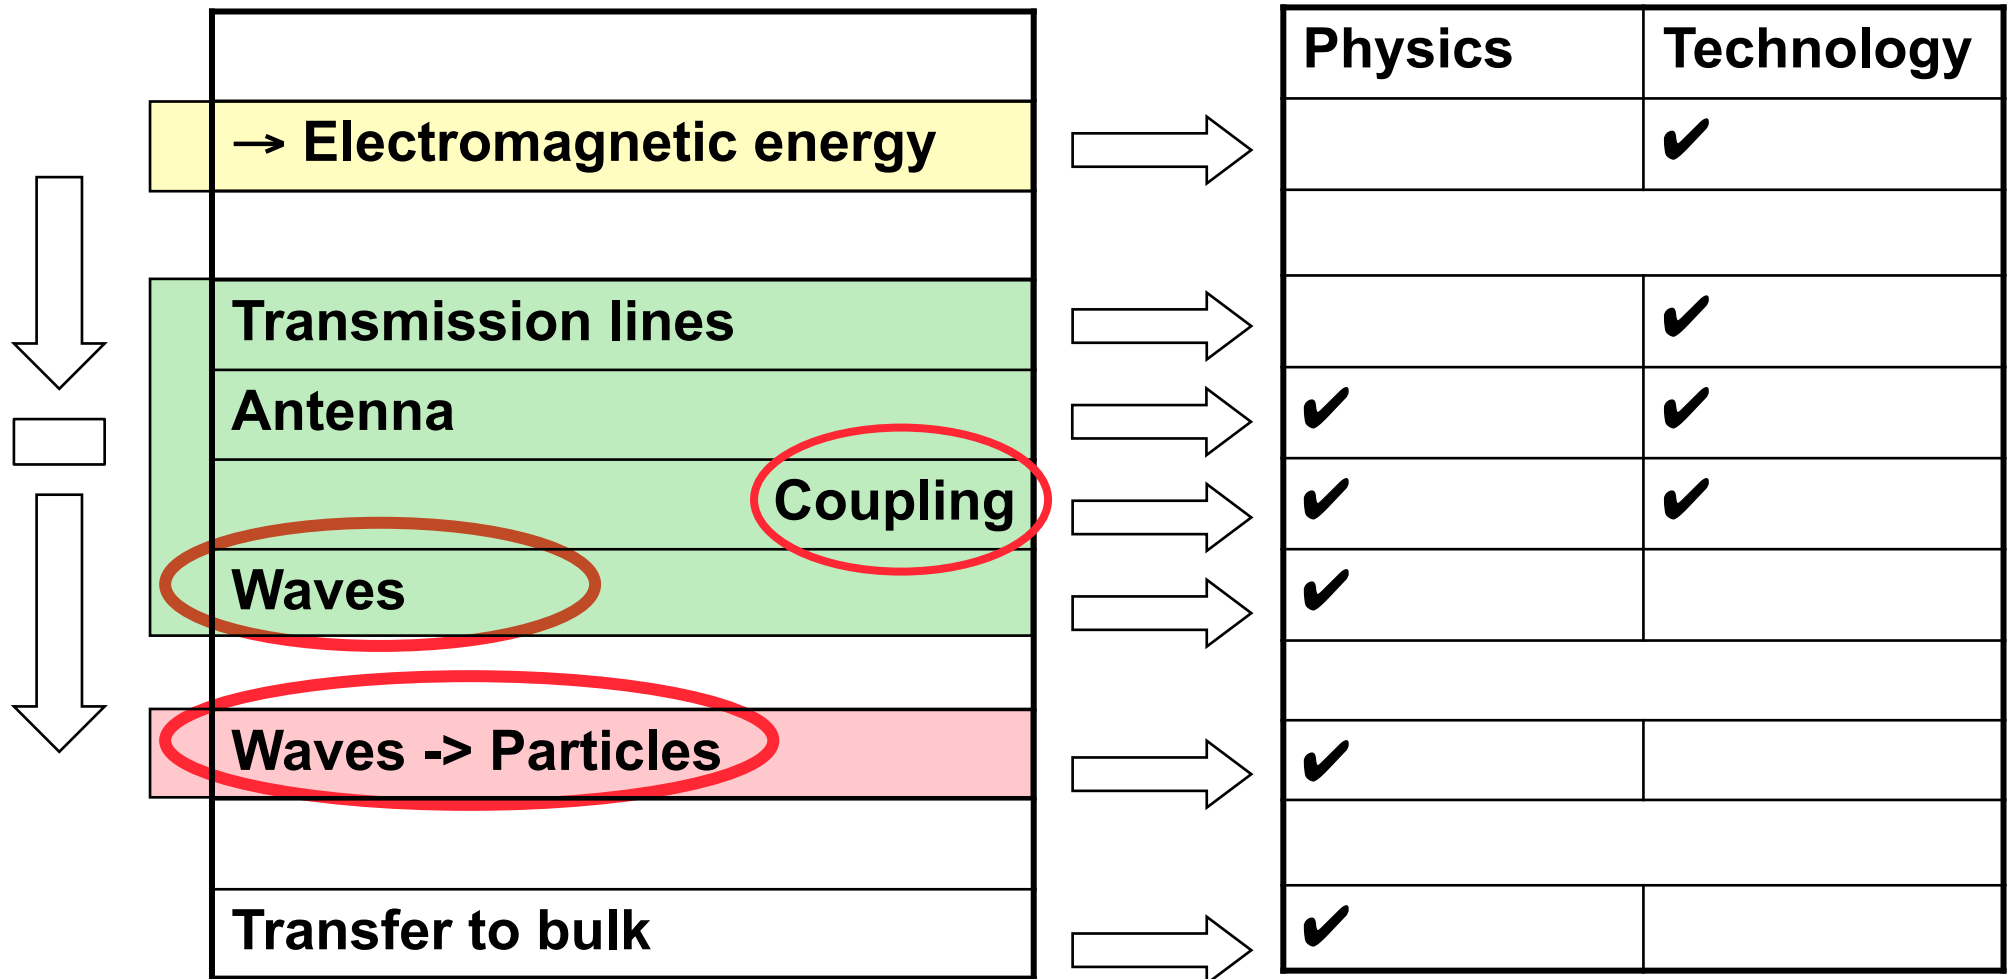 Physics Technology
→ Electromagnetic energy ✔
Transmission lines ✔
Antenna ✔ ✔
Coupling ✔ ✔
Waves ✔
Waves -> Particles ✔
Transfer to bulk ✔